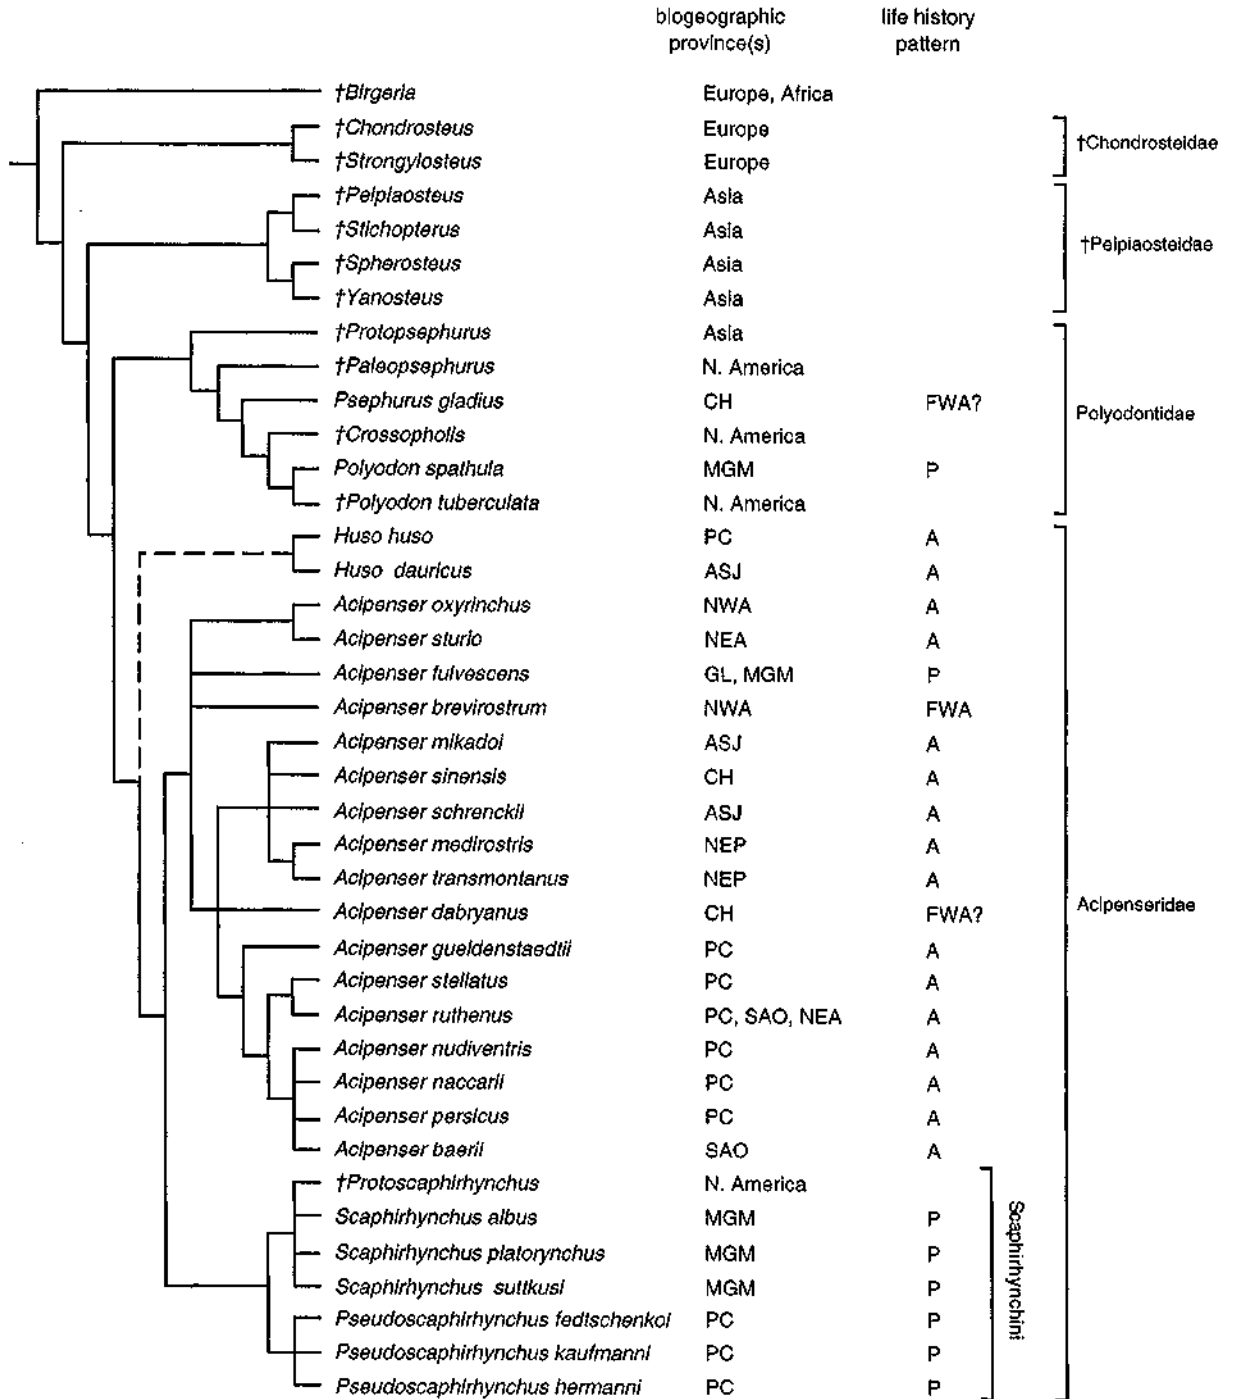 biogeographic province(s) life history pattern
†Birgeria Europe, Africa
†Chondrosteus Europe
†Strongylosteus Europe
†Chondrosteidae
†Peipiaosteus Asia
†Stichopterus Asia
†Spherosteus Asia
†Yanosteus Asia
†Peipiaosteidae
†Protopsephurus Asia
†Paleopsephurus N. America
Psephurus gladius CH FWA?
†Crossopholis N. America
Polyodon spathula MGM P
†Polyodon tuberculata N. America
Polyodontidae
Huso huso PC A
Huso dauricus ASJ A
Acipenser oxyrinchus NWA A
Acipenser sturio NEA A
Acipenser fulvescens GL, MGM P
Acipenser brevirostrum NWA FWA
Acipenser mikadoi ASJ A
Acipenser sinensis CH A
Acipenser schrenckii ASJ A
Acipenser medirostris NEP A
Acipenser transmontanus NEP A
Acipenser dabryanus CH FWA?
Acipenser gueldenstaedtii PC A
Acipenser stellatus PC A
Acipenser ruthenus PC, SAO, NEA A
Acipenser nudiventris PC A
Acipenser naccarii PC A
Acipenser persicus PC A
Acipenser baerii SAO A
Acipenseridae
†Protoscaphirhynchus N. America
Scaphirhynchus albus MGM P
Scaphirhynchus platorynchus MGM P
Scaphirhynchus suttkusi MGM P
Pseudoscaphirhynchus fedtschenkoi PC P
Pseudoscaphirhynchus kaufmanni PC P
Pseudoscaphirhynchus hermanni PC P
Scaphirhynchini